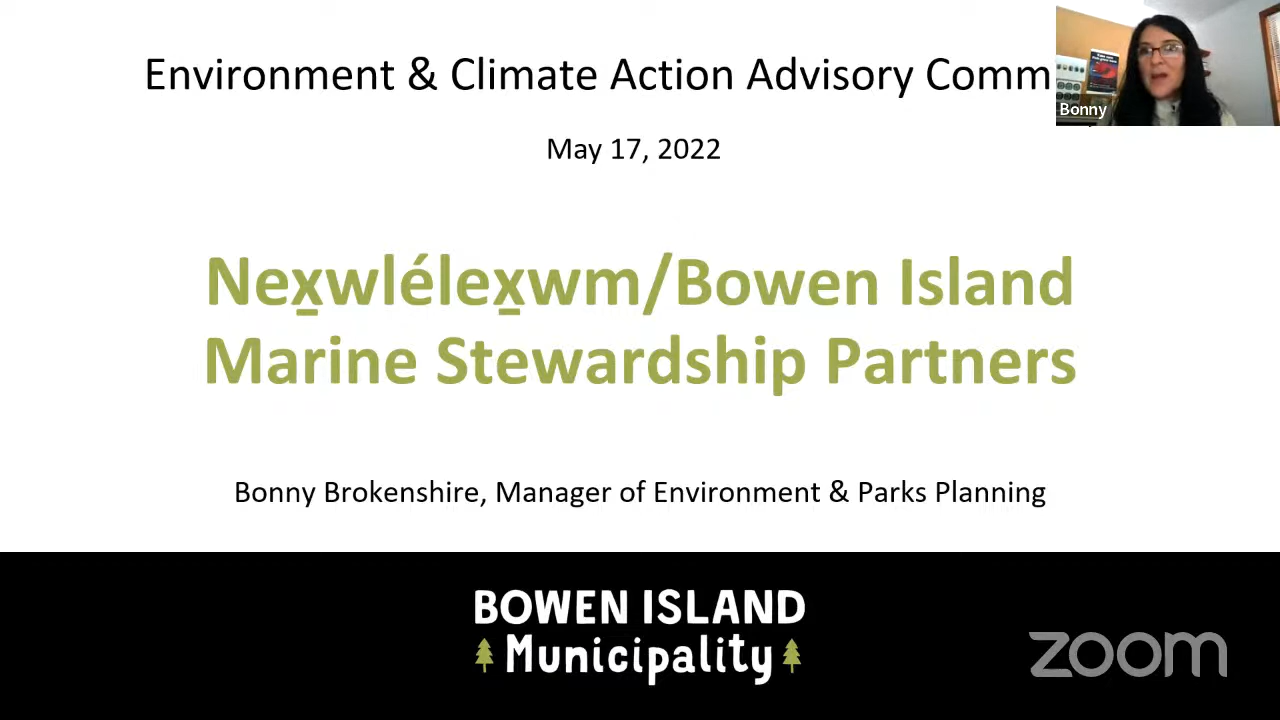 Environment & Climate Action Advisory Comm
Bonny
May 17, 2022
Nex̱wlélex̱wm/Bowen Island
Marine Stewardship Partners
Bonny Brokenshire, Manager of Environment & Parks Planning
BOWEN ISLAND
Municipality
zoom